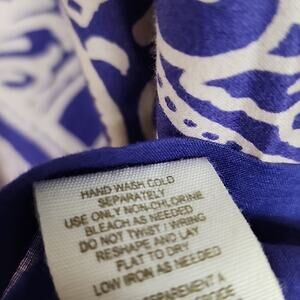 HAND WASH COLD
SEPARATELY
USE ONLY NON-CHLORINE
BLEACH AS NEEDED
DO NOT TWIST / WRING
RESHAPE AND LAY
FLAT TO DRY
LOW IRON AS NEEDED